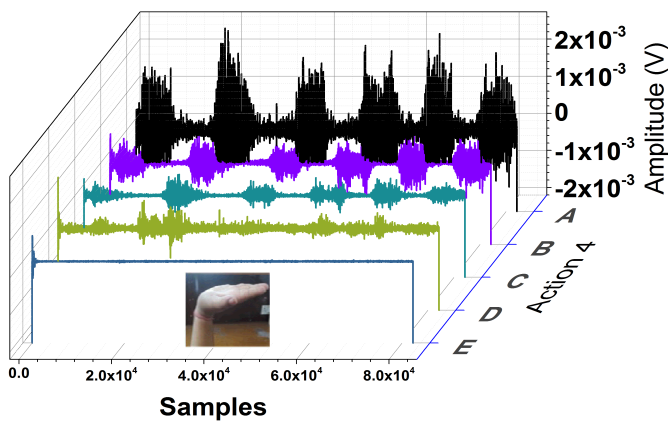 2x10⁻³
1x10⁻³
0
-1x10⁻³
-2x10⁻³
Amplitude (V)
A
B
C
D
E
Action 4
0.0
2.0x10⁴
4.0x10⁴
6.0x10⁴
8.0x10⁴
Samples